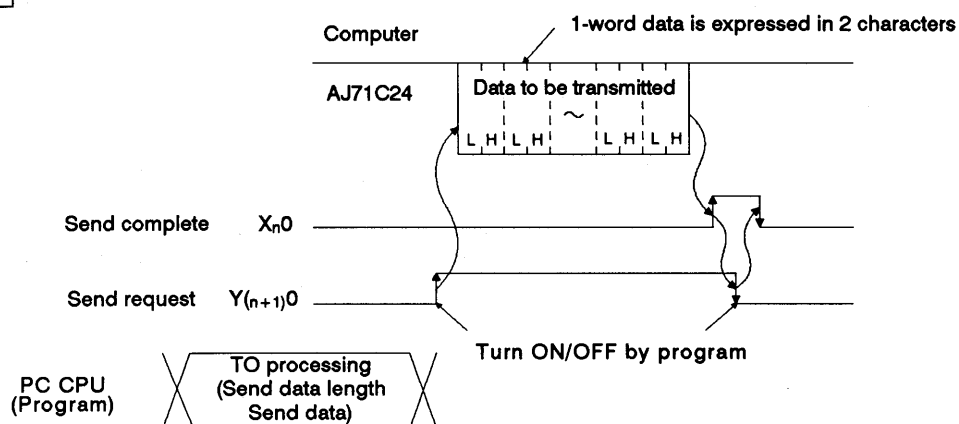 Computer
1-word data is expressed in 2 characters
AJ71C24
Data to be transmitted
~
L H L H L H L H
Send complete Xn0
Send request Y(n+1)0
Turn ON/OFF by program
PC CPU
(Program)
TO processing
(Send data length
Send data)